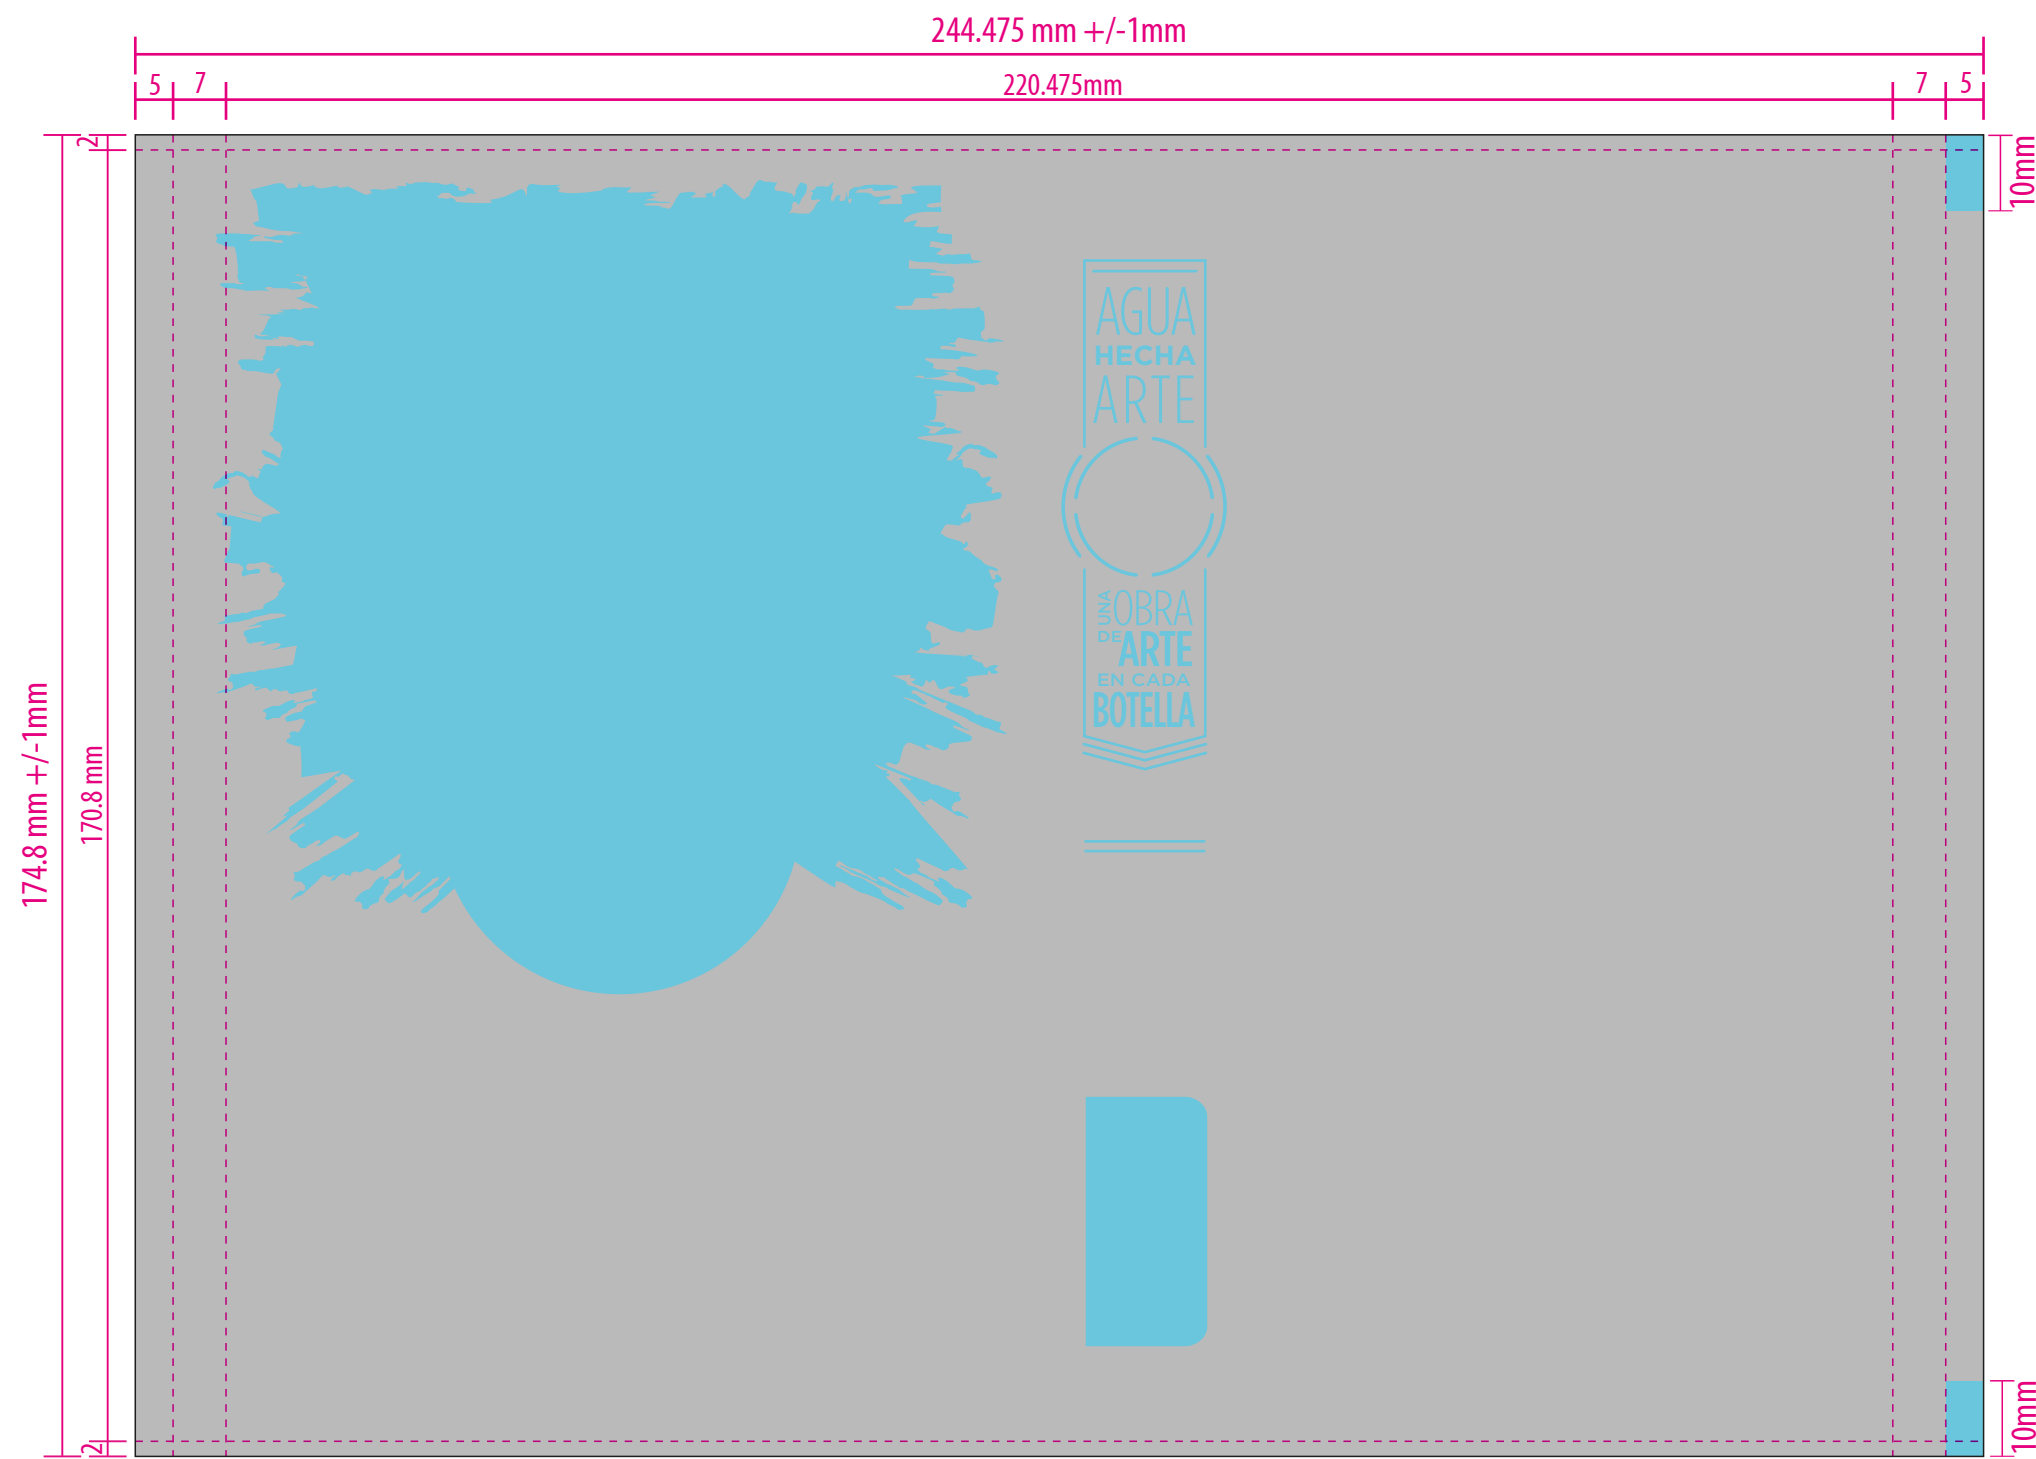 244.475 mm +/-1mm
5 7 220.475mm 7 5
2
10mm
AGUA
HECHA
ARTE
UNA OBRA
DE ARTE
EN CADA
BOTELLA
174.8 mm +/-1mm
170.8 mm
2
10mm